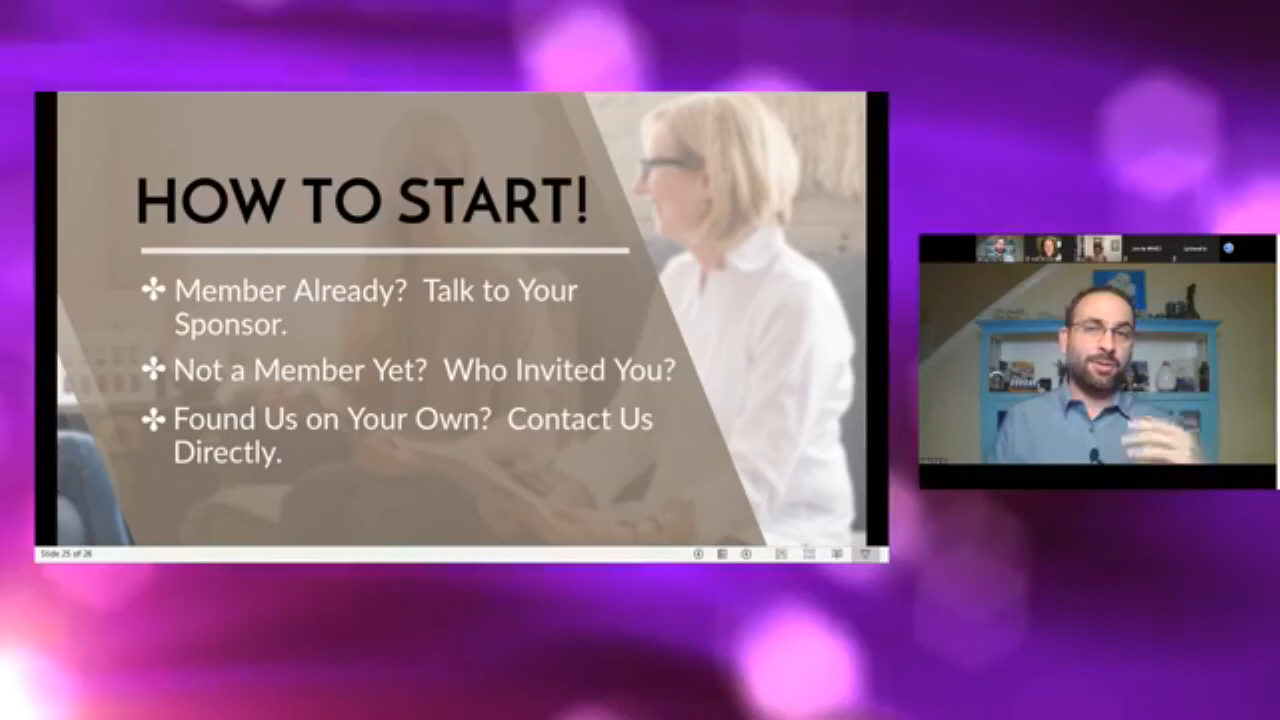 HOW TO START!
✣ Member Already? Talk to Your
Sponsor.
✣ Not a Member Yet? Who Invited You?
✣ Found Us on Your Own? Contact Us
Directly.
Slide 25 of 26